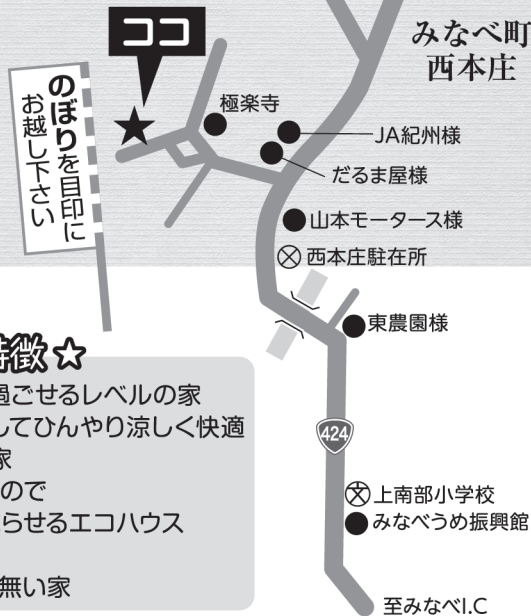 ココ
みなべ町
西本庄
のぼりを目印に
お越し下さい
極楽寺
JA紀州様
だるま屋様
山本モータース様
西本庄駐在所
東農園様
424
文
上南部小学校
みなべうめ振興館
至みなべI.C
特徴★
過ごせるレベルの家
してひんやり涼しく快適
家
ので
らせるエコハウス
無い家